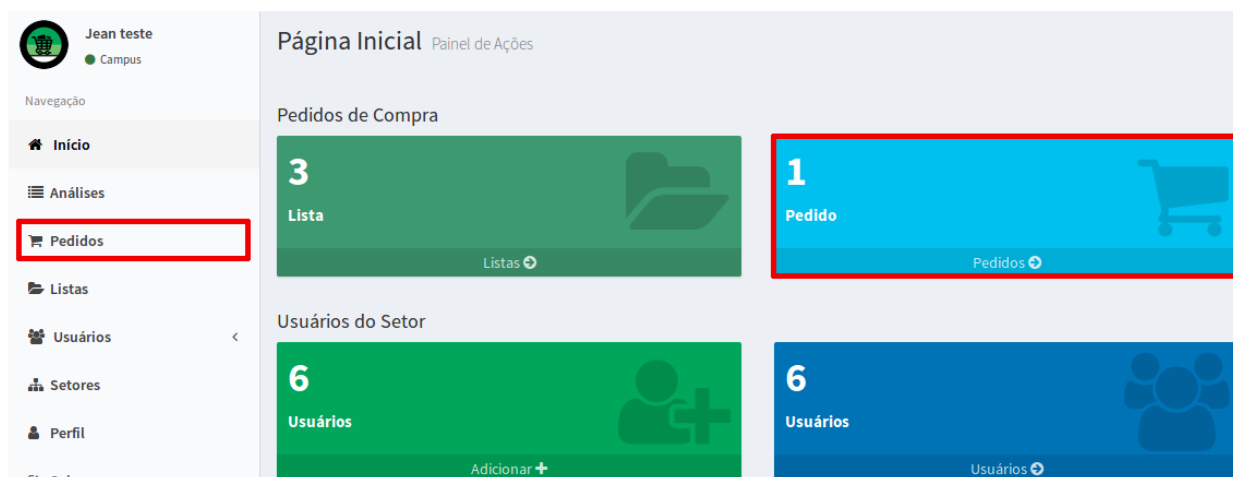 Jean teste
Campus
Navegação
Início
Análises
Pedidos
Listas
Usuários
Setores
Perfil
Página Inicial Painel de Ações
Pedidos de Compra
3
Lista
Listas
1
Pedido
Pedidos
Usuários do Setor
6
Usuários
Adicionar
6
Usuários
Usuários